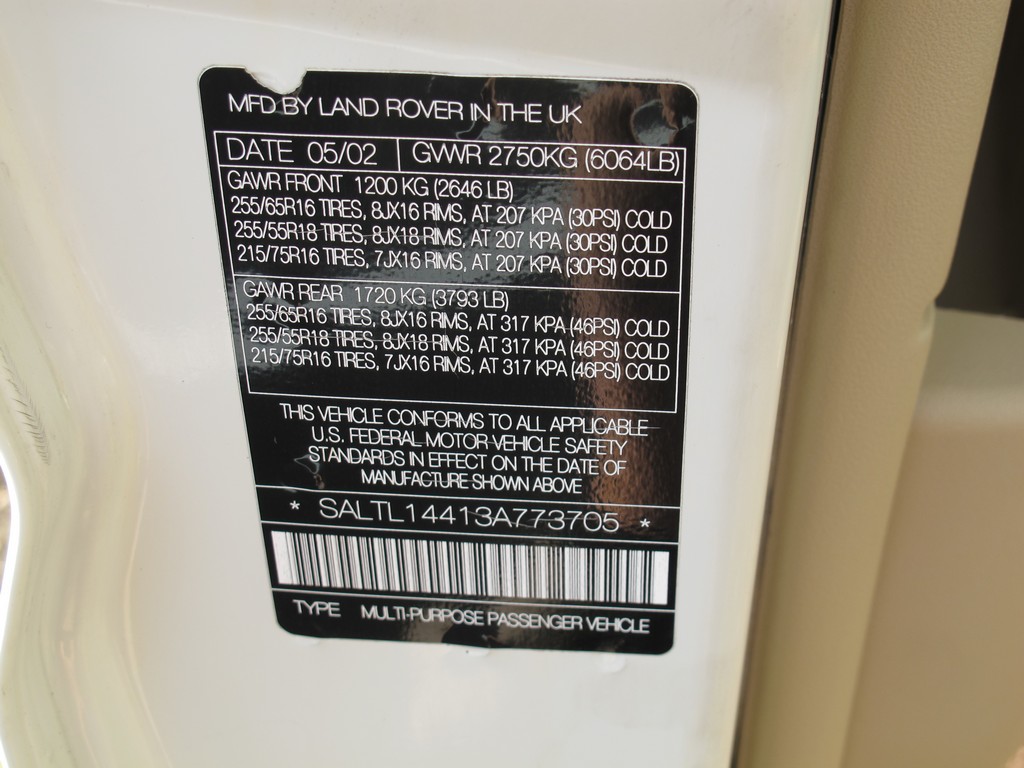 MFD BY LAND ROVER IN THE UK
DATE 05/02 GVWR 2750KG (6064LB)
GAWR FRONT 1200 KG (2646 LB)
255/65R16 TIRES, 8JX16 RIMS, AT 207 KPA (30PSI) COLD
255/55R18 TIRES, 8JX18 RIMS, AT 207 KPA (30PSI) COLD
215/75R16 TIRES, 7JX16 RIMS, AT 207 KPA (30PSI) COLD
GAWR REAR 1720 KG (3793 LB)
255/65R16 TIRES, 8JX16 RIMS, AT 317 KPA (46PSI) COLD
255/55R18 TIRES, 8JX18 RIMS, AT 317 KPA (46PSI) COLD
215/75R16 TIRES, 7JX16 RIMS, AT 317 KPA (46PSI) COLD
THIS VEHICLE CONFORMS TO ALL APPLICABLE
U.S. FEDERAL MOTOR VEHICLE SAFETY
STANDARDS IN EFFECT ON THE DATE OF
MANUFACTURE SHOWN ABOVE
* SALTL14413A773705 *
TYPE MULTI-PURPOSE PASSENGER VEHICLE